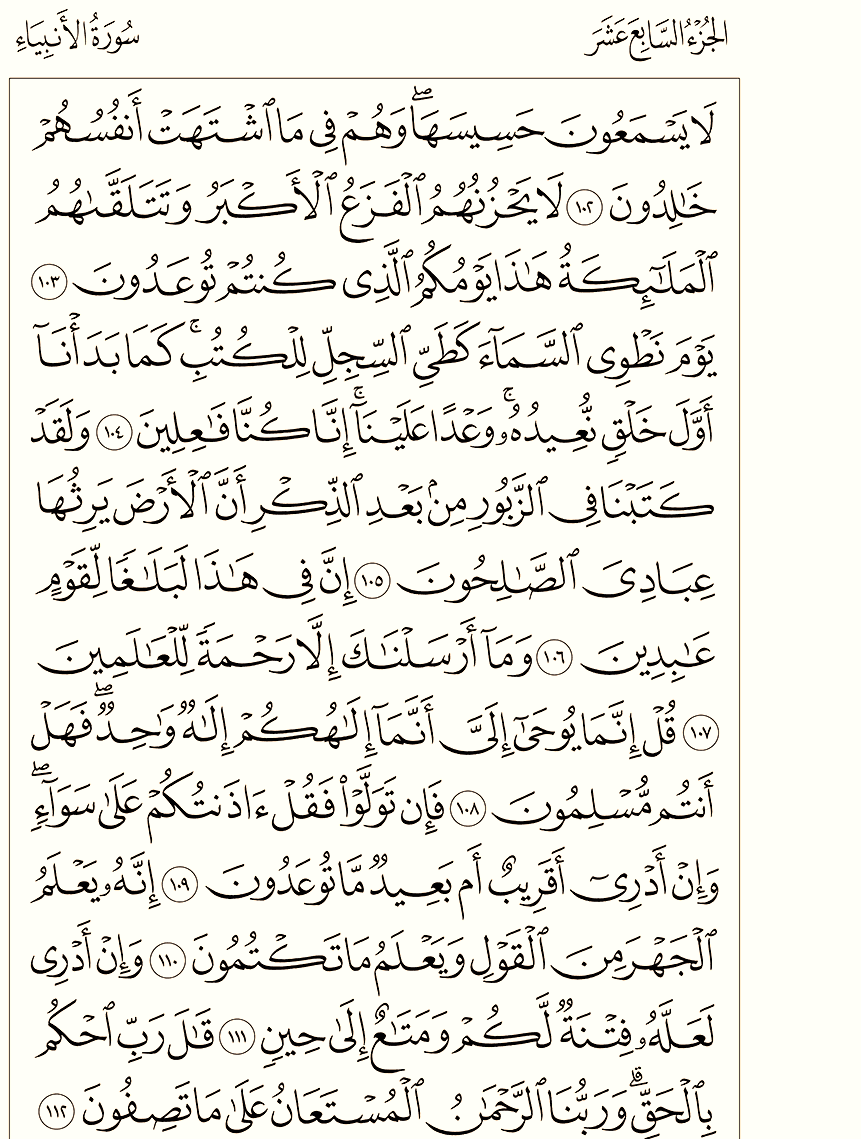 الجزء السابع عشر
سورة الأنبياء
لَا يَسْمَعُونَ حَسِيسَهَاۖ وَهُمْ فِي مَا ٱشْتَهَتْ أَنفُسُهُمْ
خَٰلِدُونَ ١٠٢ لَا يَحْزُنُهُمُ ٱلْفَزَعُ ٱلْأَكْبَرُ وَتَتَلَقَّىٰهُمُ
ٱلْمَلَٰٓئِكَةُ هَٰذَا يَوْمُكُمُ ٱلَّذِي كُنتُمْ تُوعَدُونَ ١٠٣
يَوْمَ نَطْوِي ٱلسَّمَآءَ كَطَيِّ ٱلسِّجِلِّ لِلْكُتُبِۚ كَمَا بَدَأْنَآ
أَوَّلَ خَلْقٍ نُّعِيدُهُۥۚ وَعْدًا عَلَيْنَآۚ إِنَّا كُنَّا فَٰعِلِينَ ١٠٤ وَلَقَدْ
كَتَبْنَا فِي ٱلزَّبُورِ مِنۢ بَعْدِ ٱلذِّكْرِ أَنَّ ٱلْأَرْضَ يَرِثُهَا
عِبَادِيَ ٱلصَّٰلِحُونَ ١٠٥ إِنَّ فِي هَٰذَا لَبَلَٰغًا لِّقَوْمٍ
عَٰبِدِينَ ١٠٦ وَمَآ أَرْسَلْنَٰكَ إِلَّا رَحْمَةً لِّلْعَٰلَمِينَ
١٠٧ قُلْ إِنَّمَا يُوحَىٰٓ إِلَيَّ أَنَّمَآ إِلَٰهُكُمْ إِلَٰهٌ وَٰحِدٌۖ فَهَلْ
أَنتُم مُّسْلِمُونَ ١٠٨ فَإِن تَوَلَّوْا۟ فَقُلْ ءَاذَنتُكُمْ عَلَىٰ سَوَآءٍۖ
وَإِنْ أَدْرِيٓ أَقَرِيبٌ أَم بَعِيدٌ مَّا تُوعَدُونَ ١٠٩ إِنَّهُۥ يَعْلَمُ
ٱلْجَهْرَ مِنَ ٱلْقَوْلِ وَيَعْلَمُ مَا تَكْتُمُونَ ١١٠ وَإِنْ أَدْرِي
لَعَلَّهُۥ فِتْنَةٌ لَّكُمْ وَمَتَٰعٌ إِلَىٰ حِينٍ ١١١ قَٰلَ رَبِّ ٱحْكُم
بِٱلْحَقِّۗ وَرَبُّنَا ٱلرَّحْمَٰنُ ٱلْمُسْتَعَانُ عَلَىٰ مَا تَصِفُونَ ١١٢